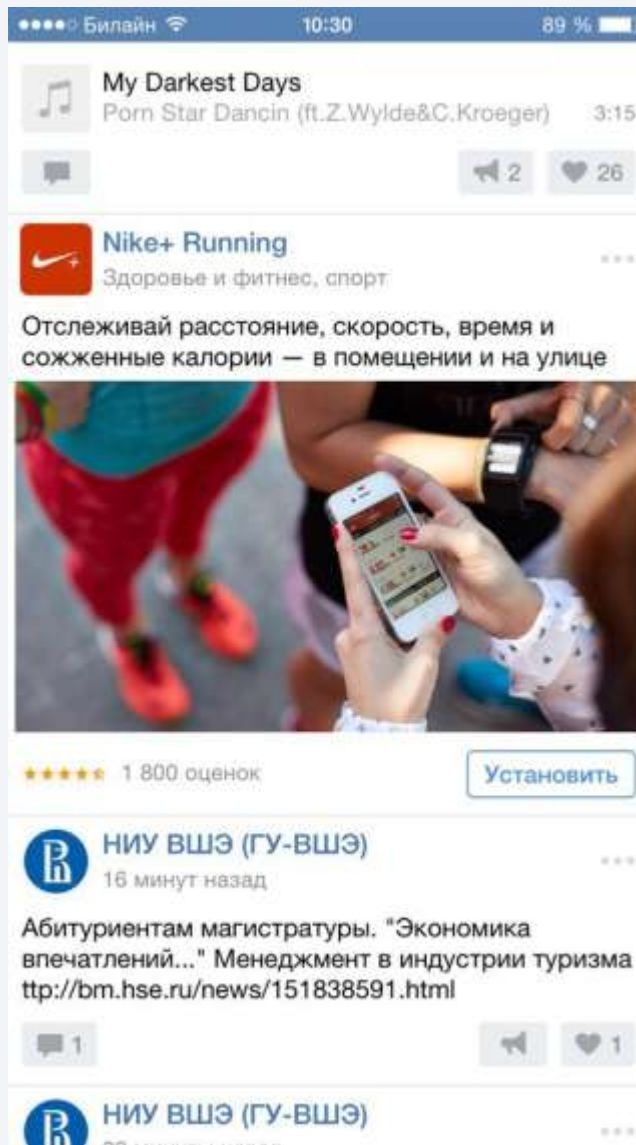 Билайн 10:30 89 %
My Darkest Days
Porn Star Dancin (ft.Z.Wylde&C.Kroeger) 3:15
2 26
Nike+ Running
Здоровье и фитнес, спорт
Отслеживай расстояние, скорость, время и
сожженные калории — в помещении и на улице
1 800 оценок Установить
НИУ ВШЭ (ГУ-ВШЭ)
16 минут назад
Абитуриентам магистратуры. "Экономика
впечатлений..." Менеджмент в индустрии туризма
ttp://bm.hse.ru/news/151838591.html
1 1
НИУ ВШЭ (ГУ-ВШЭ)